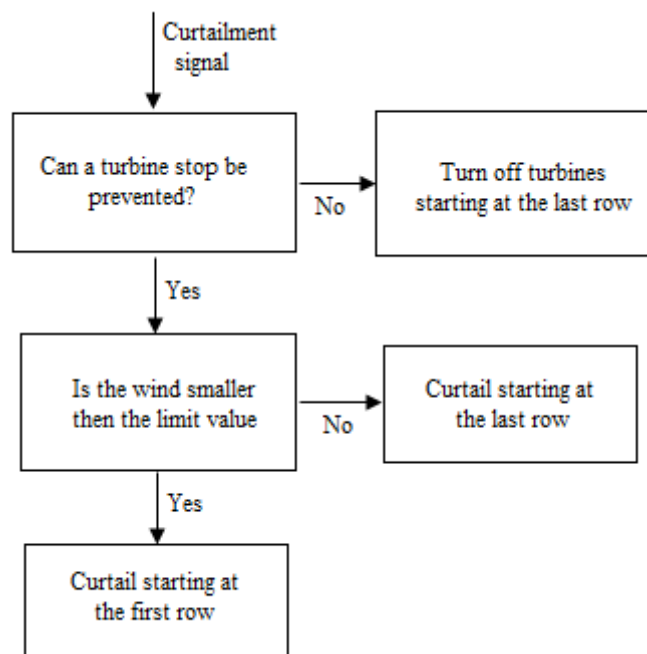 Curtailment
signal
Can a turbine stop be
prevented?
No
Turn off turbines
starting at the last row
Yes
Is the wind smaller
then the limit value
No
Curtail starting at
the last row
Yes
Curtail starting at
the first row